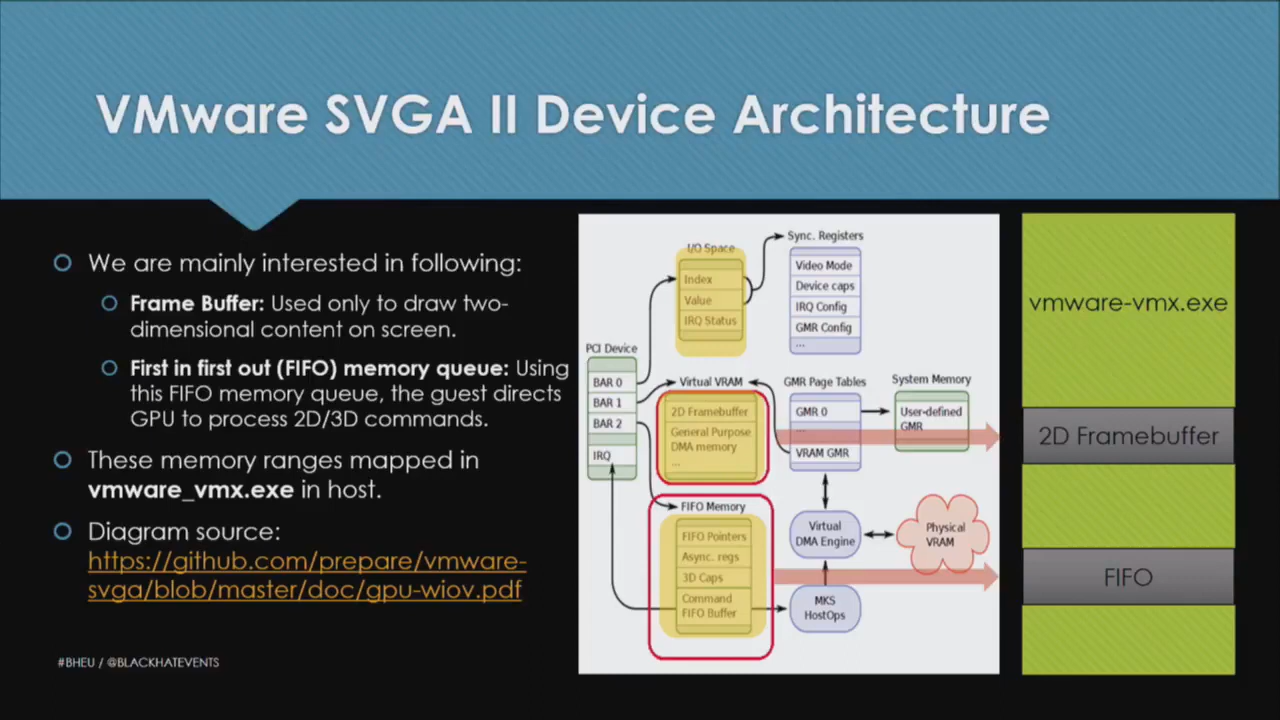 VMware SVGA II Device Architecture
We are mainly interested in following:
Frame Buffer: Used only to draw two-
dimensional content on screen.
First in first out (FIFO) memory queue: Using
this FIFO memory queue, the guest directs
GPU to process 2D/3D commands.
These memory ranges mapped in
vmware_vmx.exe in host.
Diagram source:
https://github.com/prepare/vmware-
svga/blob/master/doc/gpu-wiov.pdf
#BHEU / @BLACKHATEVENTS
PCI Device
BAR 0
BAR 1
BAR 2
IRQ
I/O Space
Index
Value
IRQ Status
Sync. Registers
Video Mode
Device caps
IRQ Config
GMR Config
...
Virtual VRAM
2D Framebuffer
General Purpose
DMA memory
...
GMR Page Tables
GMR 0
...
VRAM GMR
System Memory
User-defined
GMR
FIFO Memory
FIFO Pointers
Async. regs
3D Caps
Command
FIFO Buffer
Virtual
DMA Engine
Physical
VRAM
MKS
HostOps
vmware-vmx.exe
2D Framebuffer
FIFO